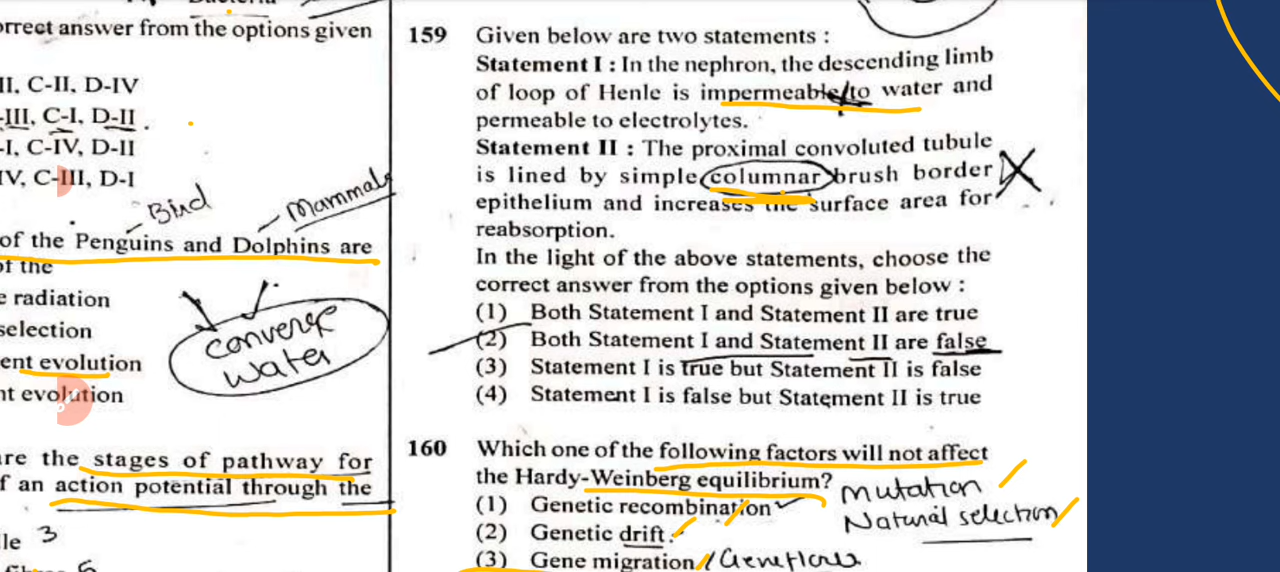 orrect answer from the options given
II, C-II, D-IV
-III, C-I, D-II .
-I, C-IV, D-II
IV, C-III, D-I
Bird
Mammals
of the Penguins and Dolphins are
of the
e radiation
selection
ent evolution
nt evolution
converge
water
are the stages of pathway for
f an action potential through the
le 3
159 Given below are two statements :
Statement I : In the nephron, the descending limb
of loop of Henle is impermeable to water and
permeable to electrolytes.
Statement II : The proximal convoluted tubule
is lined by simple columnar brush border
epithelium and increases the surface area for
reabsorption.
In the light of the above statements, choose the
correct answer from the options given below :
(1) Both Statement I and Statement II are true
(2) Both Statement I and Statement II are false
(3) Statement I is true but Statement II is false
(4) Statement I is false but Statement II is true
160 Which one of the following factors will not affect
the Hardy-Weinberg equilibrium?
Mutation
Natural selection
(1) Genetic recombination
(2) Genetic drift
(3) Gene migration / Geneflow